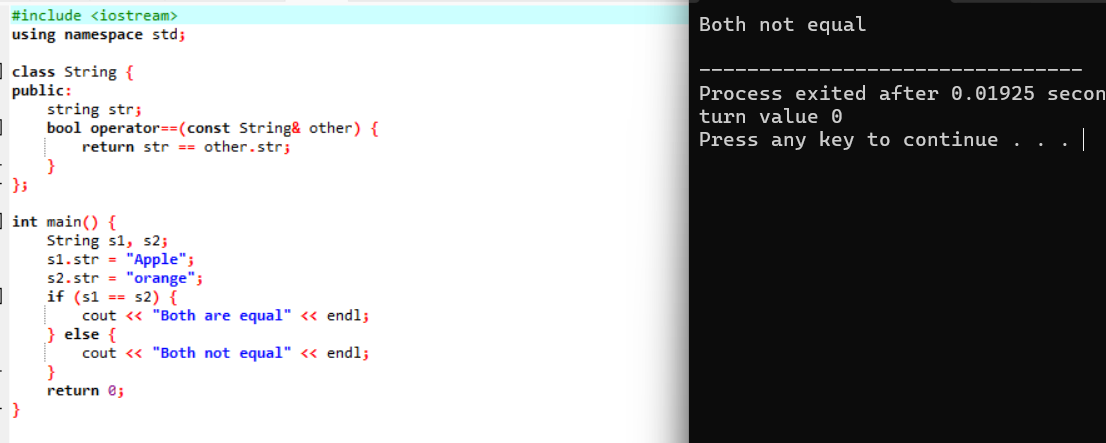 #include <iostream>
using namespace std;
class String {
public:
    string str;
    bool operator==(const String& other) {
        return str == other.str;
    }
};
int main() {
    String s1, s2;
    s1.str = "Apple";
    s2.str = "orange";
    if (s1 == s2) {
        cout << "Both are equal" << endl;
    } else {
        cout << "Both not equal" << endl;
    }
    return 0;
}
Both not equal
--------------------------------
Process exited after 0.01925 secon
turn value 0
Press any key to continue . . .